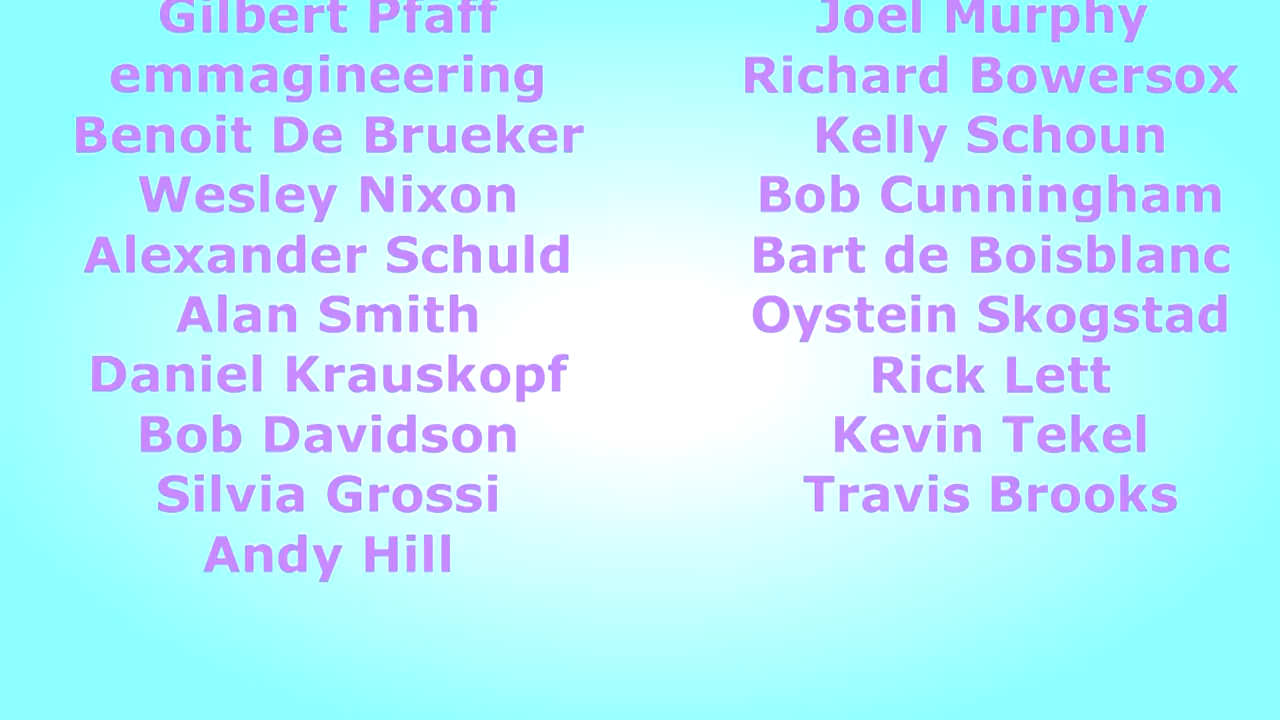 Gilbert Pfaff
emmagineering
Benoit De Brueker
Wesley Nixon
Alexander Schuld
Alan Smith
Daniel Krauskopf
Bob Davidson
Silvia Grossi
Andy Hill
Joel Murphy
Richard Bowersox
Kelly Schoun
Bob Cunningham
Bart de Boisblanc
Oystein Skogstad
Rick Lett
Kevin Tekel
Travis Brooks